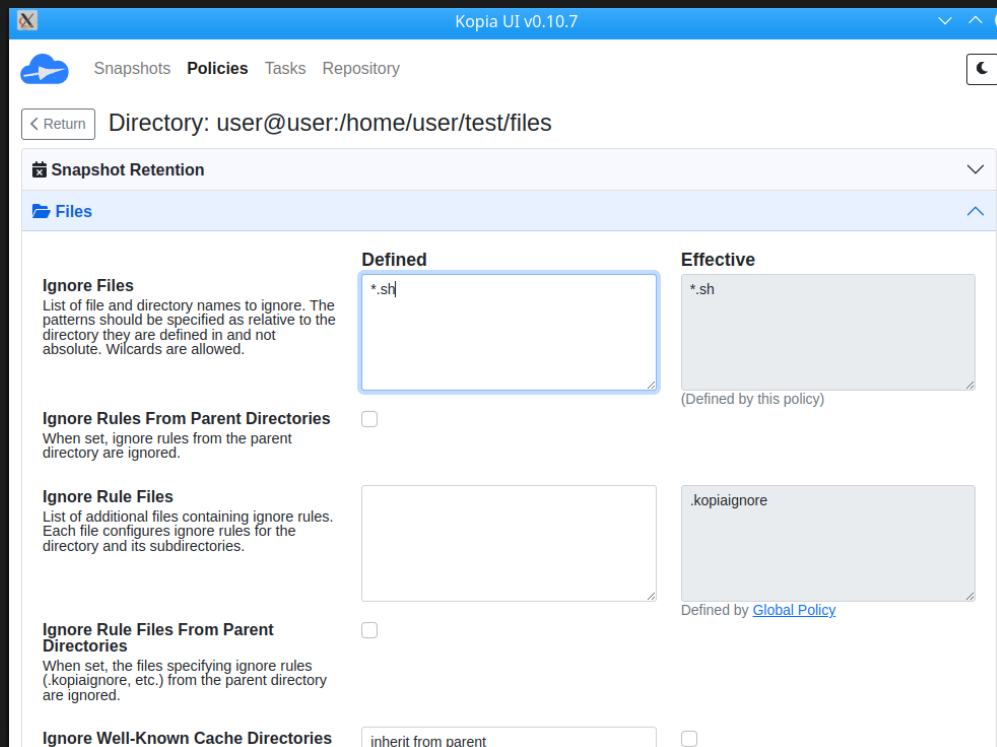 Kopia UI v0.10.7
Snapshots Policies Tasks Repository
Return Directory: user@user:/home/user/test/files
Snapshot Retention
Files
Defined Effective
Ignore Files
List of file and directory names to ignore. The
patterns should be specified as relative to the
directory they are defined in and not
absolute. Wilcards are allowed.
*.sh
*.sh
(Defined by this policy)
Ignore Rules From Parent Directories
When set, ignore rules from the parent
directory are ignored.
Ignore Rule Files
List of additional files containing ignore rules.
Each file configures ignore rules for the
directory and its subdirectories.
.kopiaignore
Defined by Global Policy
Ignore Rule Files From Parent
Directories
When set, the files specifying ignore rules
(.kopiaignore, etc.) from the parent directory
are ignored.
Ignore Well-Known Cache Directories
inherit from parent